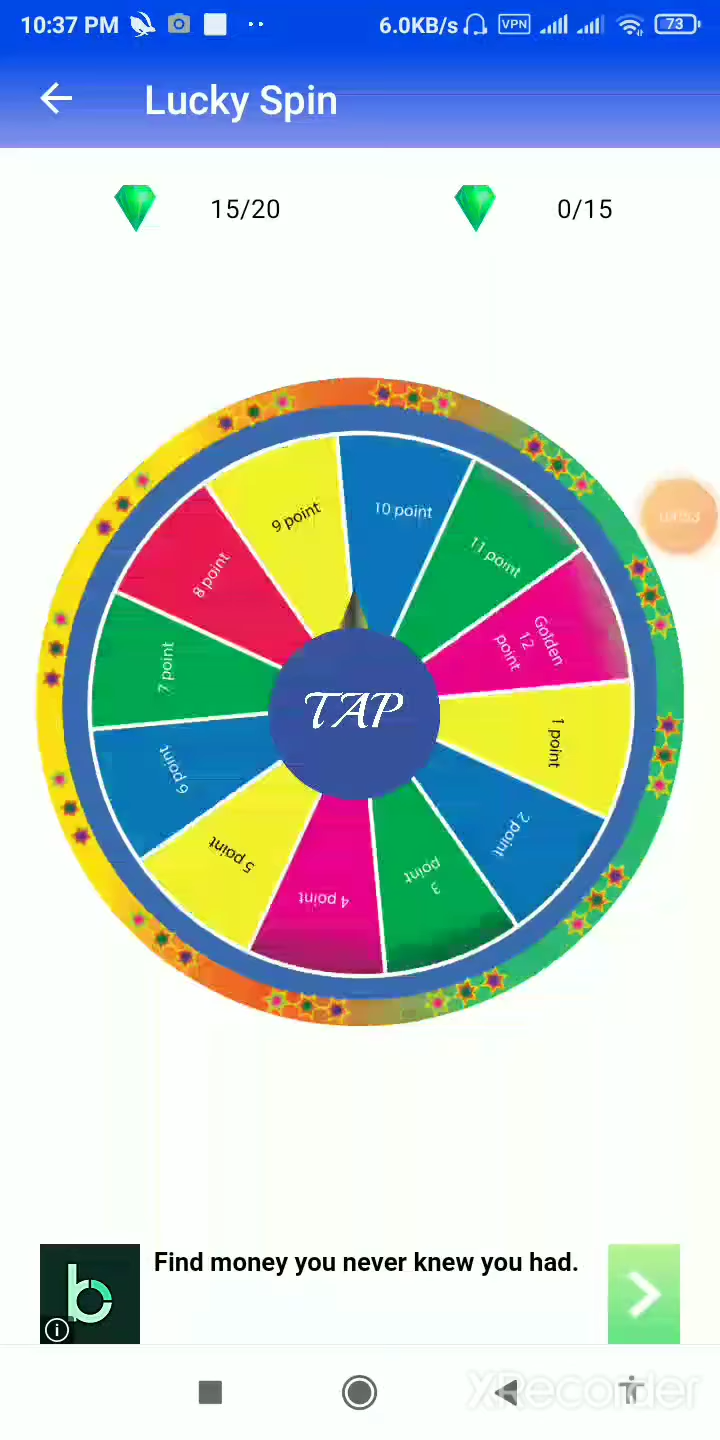 10:37 PM
6.0KB/s
VPN
73
Lucky Spin
15/20
0/15
9 point
10 point
11 point
8 point
Golden
12
point
7 point
1 point
TAP
6 point
2 point
5 point
3
point
4 point
Find money you never knew you had.
b
XRecorder